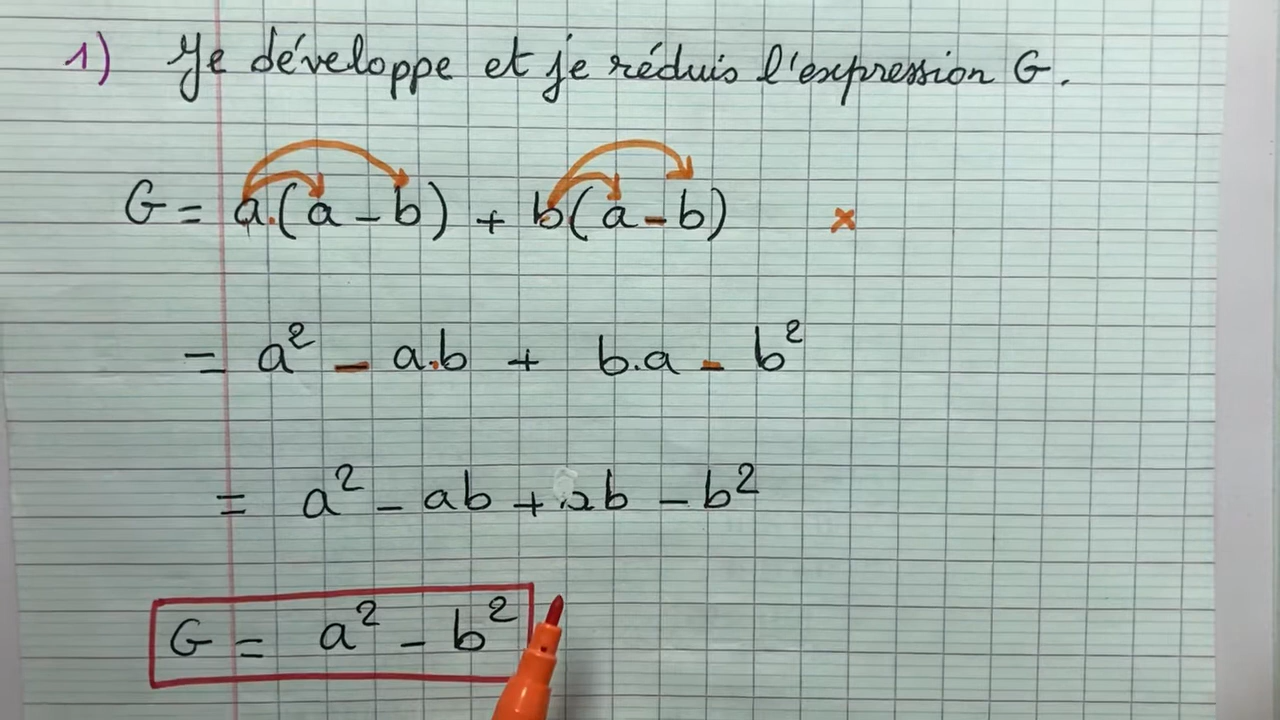 1) Je développe et je réduis l'expression G.
G = a.(a - b) + b(a - b) ×
= a² - a.b + b.a - b²
= a² - ab + ab - b²
G = a² - b²